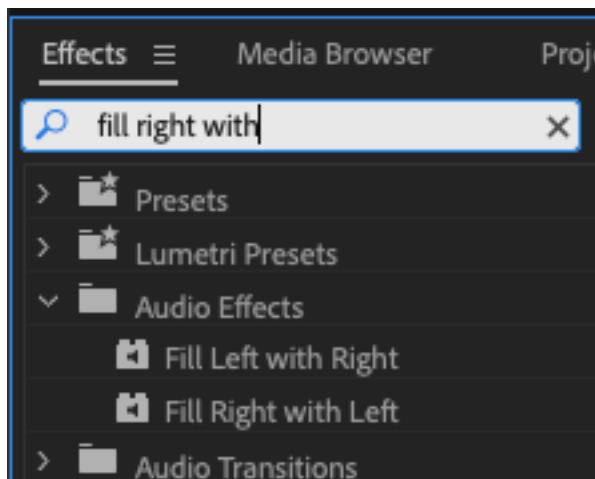 Effects Media Browser Proj
fill right with
Presets
Lumetri Presets
Audio Effects
Fill Left with Right
Fill Right with Left
Audio Transitions